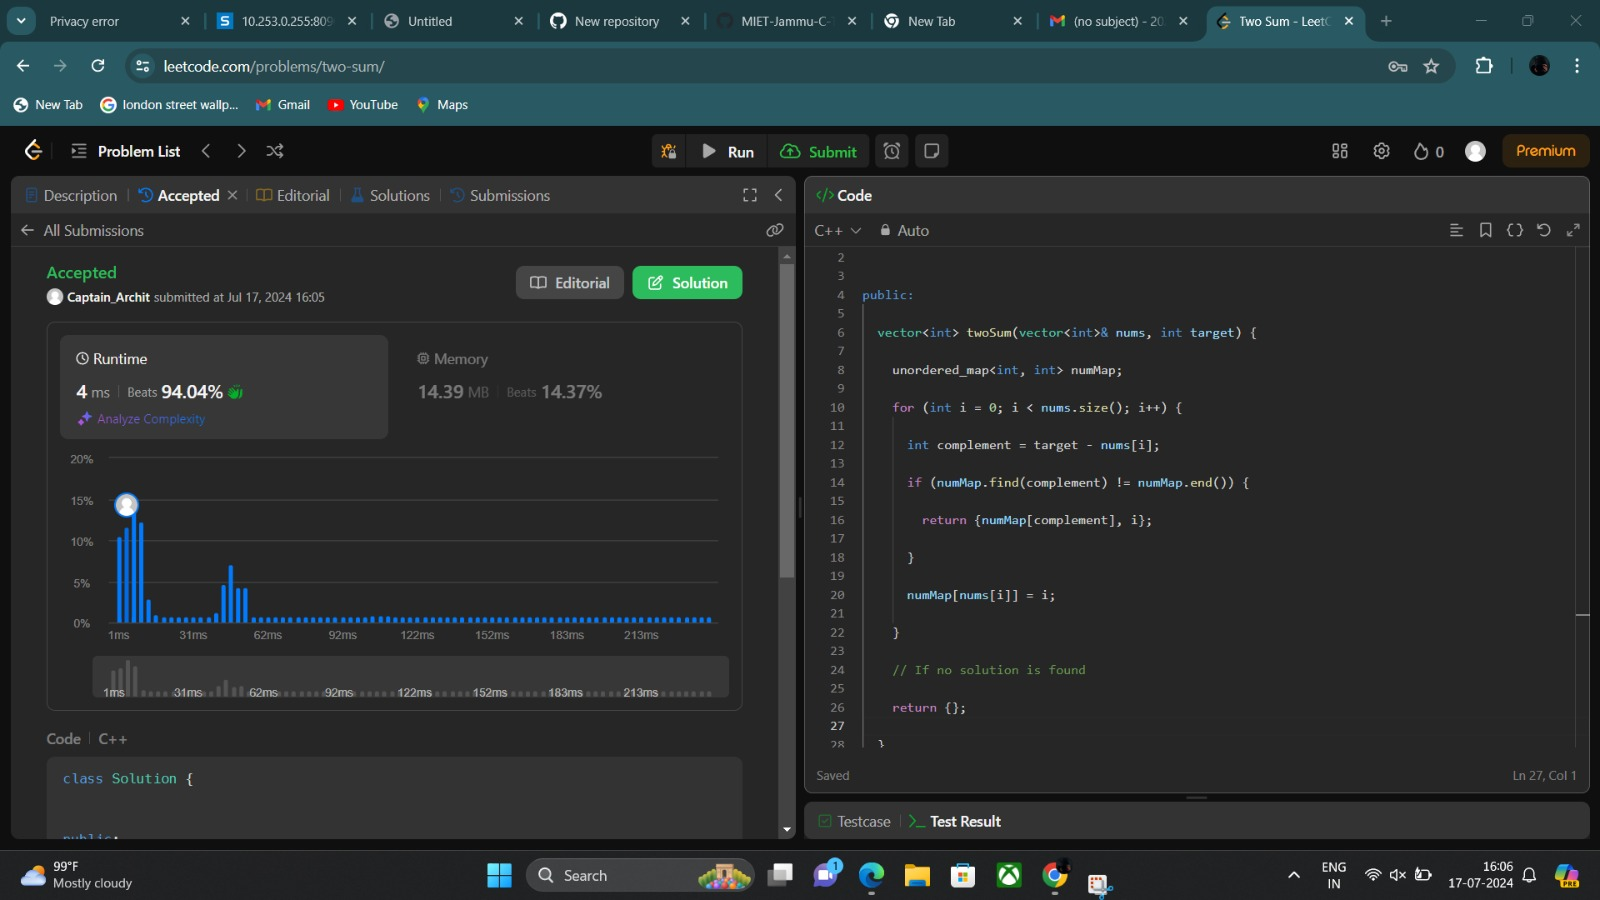 Privacy error
10.253.0.255:809
Untitled
New repository
MIET-Jammu-C-
New Tab
(no subject) - 20
Two Sum - LeetC
leetcode.com/problems/two-sum/
New Tab
london street wallp...
Gmail
YouTube
Maps
Problem List
Run
Submit
0
Premium
Description
Accepted
Editorial
Solutions
Submissions
All Submissions
Accepted
Captain_Archit submitted at Jul 17, 2024 16:05
Editorial
Solution
Runtime
4 ms | Beats 94.04%
Analyze Complexity
Memory
14.39 MB | Beats 14.37%
20%
15%
10%
5%
0%
1ms 31ms 62ms 92ms 122ms 152ms 183ms 213ms
1ms 31ms 62ms 92ms 122ms 152ms 183ms 213ms
Code | C++
class Solution {
public:
</> Code
C++ Auto
2
3
4 public:
5
6 vector<int> twoSum(vector<int>& nums, int target) {
7
8 unordered_map<int, int> numMap;
9
10 for (int i = 0; i < nums.size(); i++) {
11
12 int complement = target - nums[i];
13
14 if (numMap.find(complement) != numMap.end()) {
15
16 return {numMap[complement], i};
17
18 }
19
20 numMap[nums[i]] = i;
21
22 }
23
24 // If no solution is found
25
26 return {};
27
28 }
Saved
Ln 27, Col 1
Testcase
Test Result
99°F
Mostly cloudy
Search
1
ENG
IN
16:06
17-07-2024
PRE